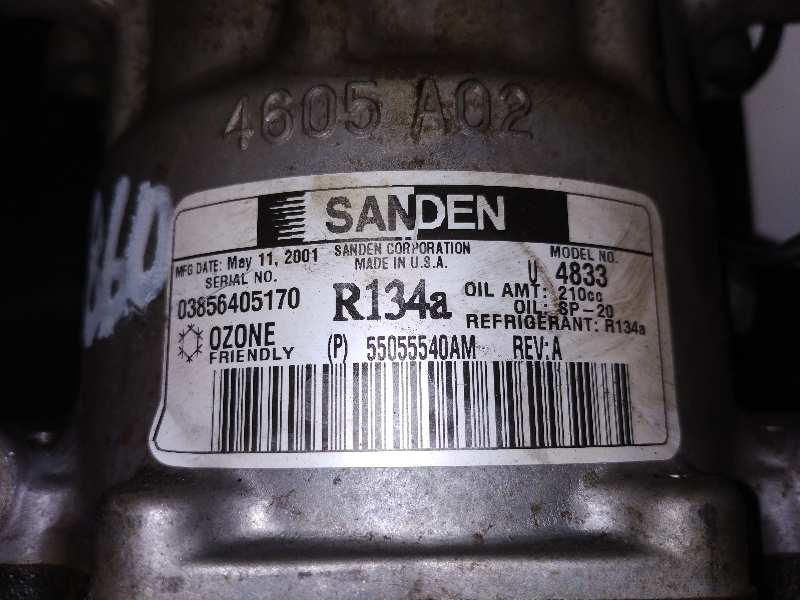 4605 A02
SANDEN
MFG DATE: May 11, 2001
SANDEN CORPORATION
MADE IN U.S.A.
MODEL NO.
U 4833
SERIAL NO.
03856405170
R134a
OIL AMT: 210cc
OIL: SP-20
REFRIGERANT: R134a
OZONE
FRIENDLY
(P) 55055540AM REV:A